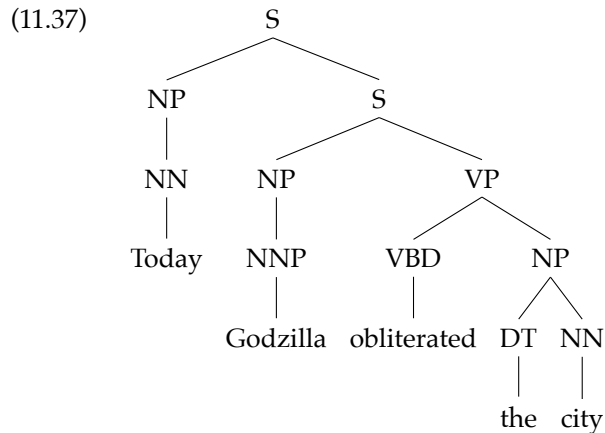 (11.37) S
NP S
NN NP VP
Today NNP VBD NP
Godzilla obliterated DT NN
the city